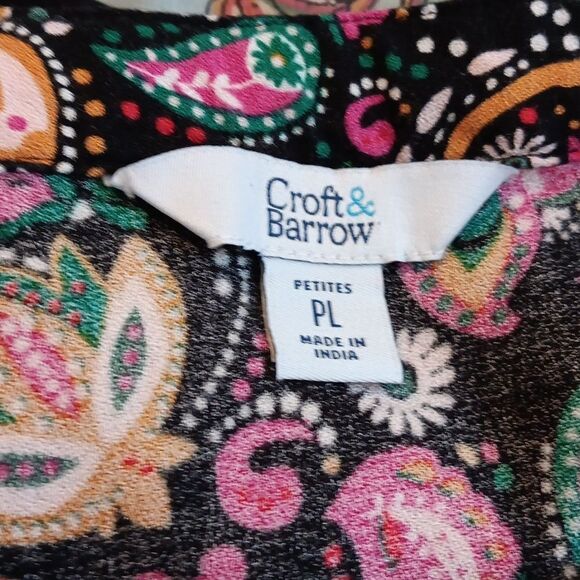 Croft&
Barrow
PETITES
PL
MADE IN
INDIA